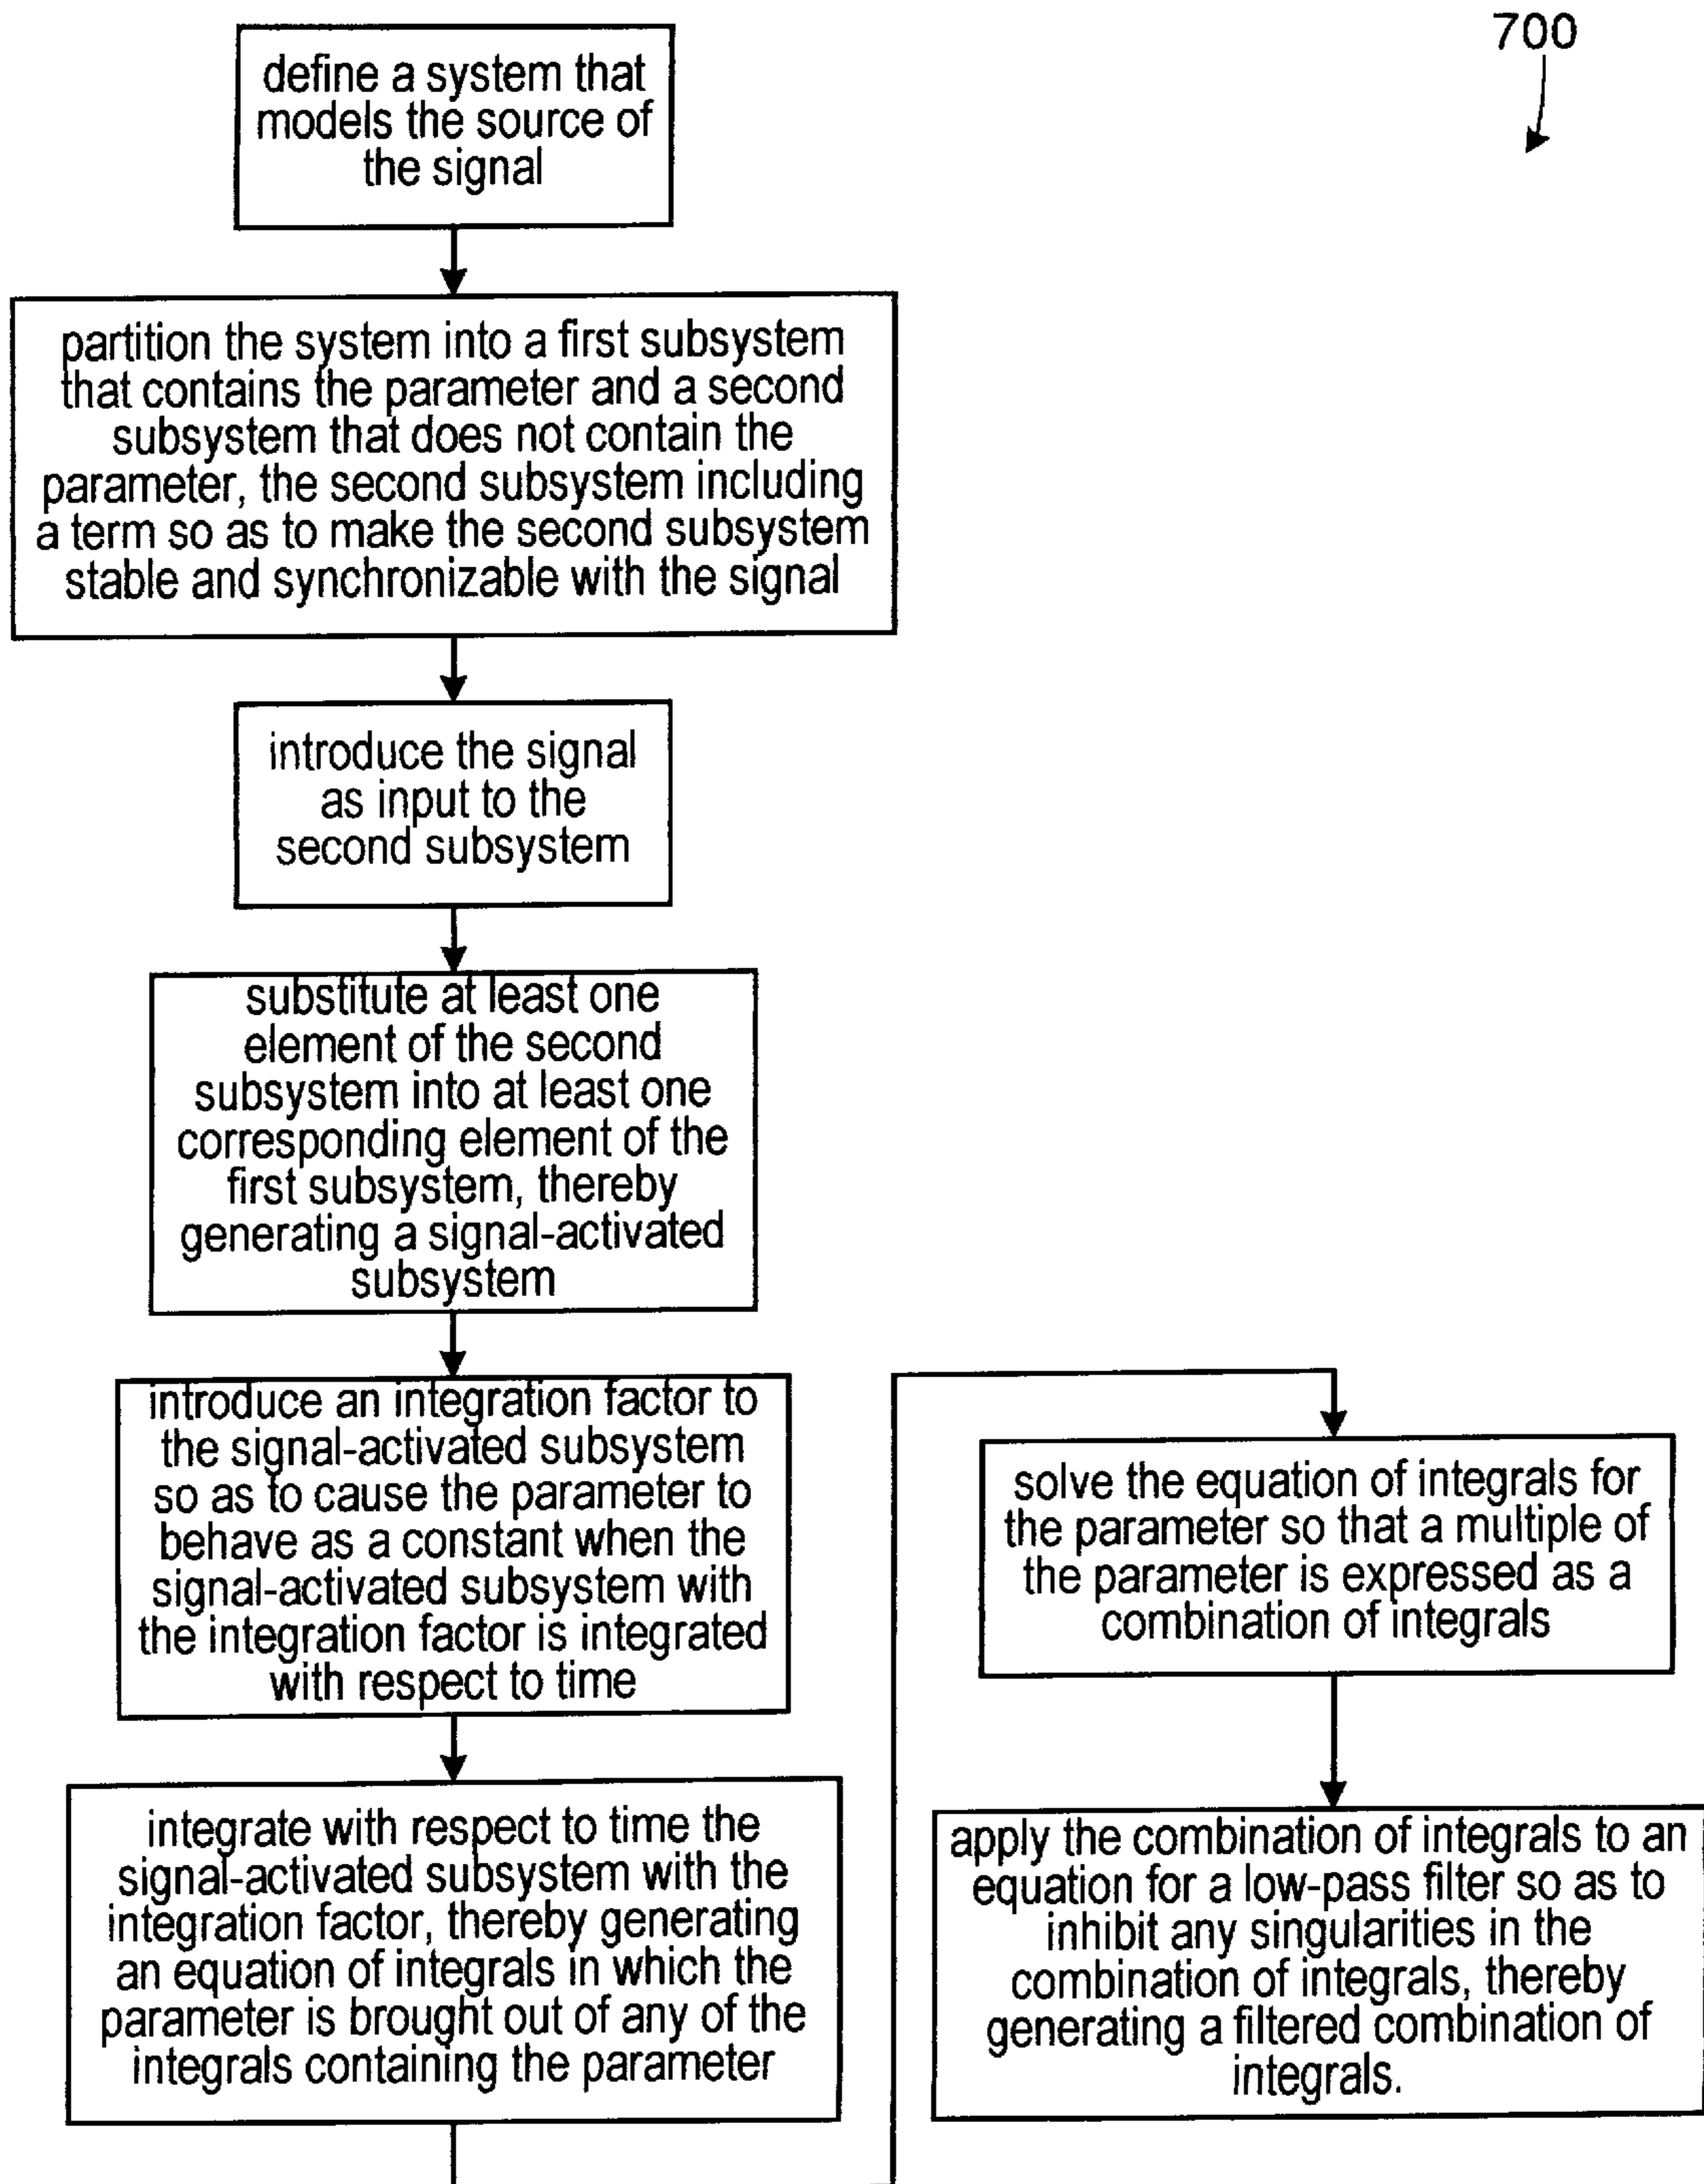 700
define a system that
models the source of
the signal
partition the system into a first subsystem
that contains the parameter and a second
subsystem that does not contain the
parameter, the second subsystem including
a term so as to make the second subsystem
stable and synchronizable with the signal
introduce the signal
as input to the
second subsystem
substitute at least one
element of the second
subsystem into at least one
corresponding element of the
first subsystem, thereby
generating a signal-activated
subsystem
introduce an integration factor to
the signal-activated subsystem
so as to cause the parameter to
behave as a constant when the
signal-activated subsystem with
the integration factor is integrated
with respect to time
integrate with respect to time the
signal-activated subsystem with the
integration factor, thereby generating
an equation of integrals in which the
parameter is brought out of any of the
integrals containing the parameter
solve the equation of integrals for
the parameter so that a multiple of
the parameter is expressed as a
combination of integrals
apply the combination of integrals to an
equation for a low-pass filter so as to
inhibit any singularities in the
combination of integrals, thereby
generating a filtered combination of
integrals.